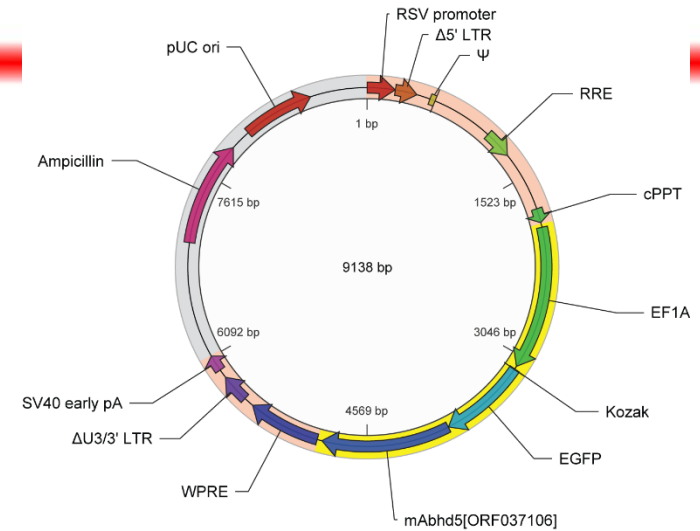 RSV promoter
Δ5' LTR
Ψ
pUC ori
RRE
1 bp
Ampicillin
7615 bp
1523 bp
cPPT
9138 bp
EF1A
6092 bp
3046 bp
SV40 early pA
4569 bp
Kozak
ΔU3/3' LTR
EGFP
WPRE
mAbhd5[ORF037106]